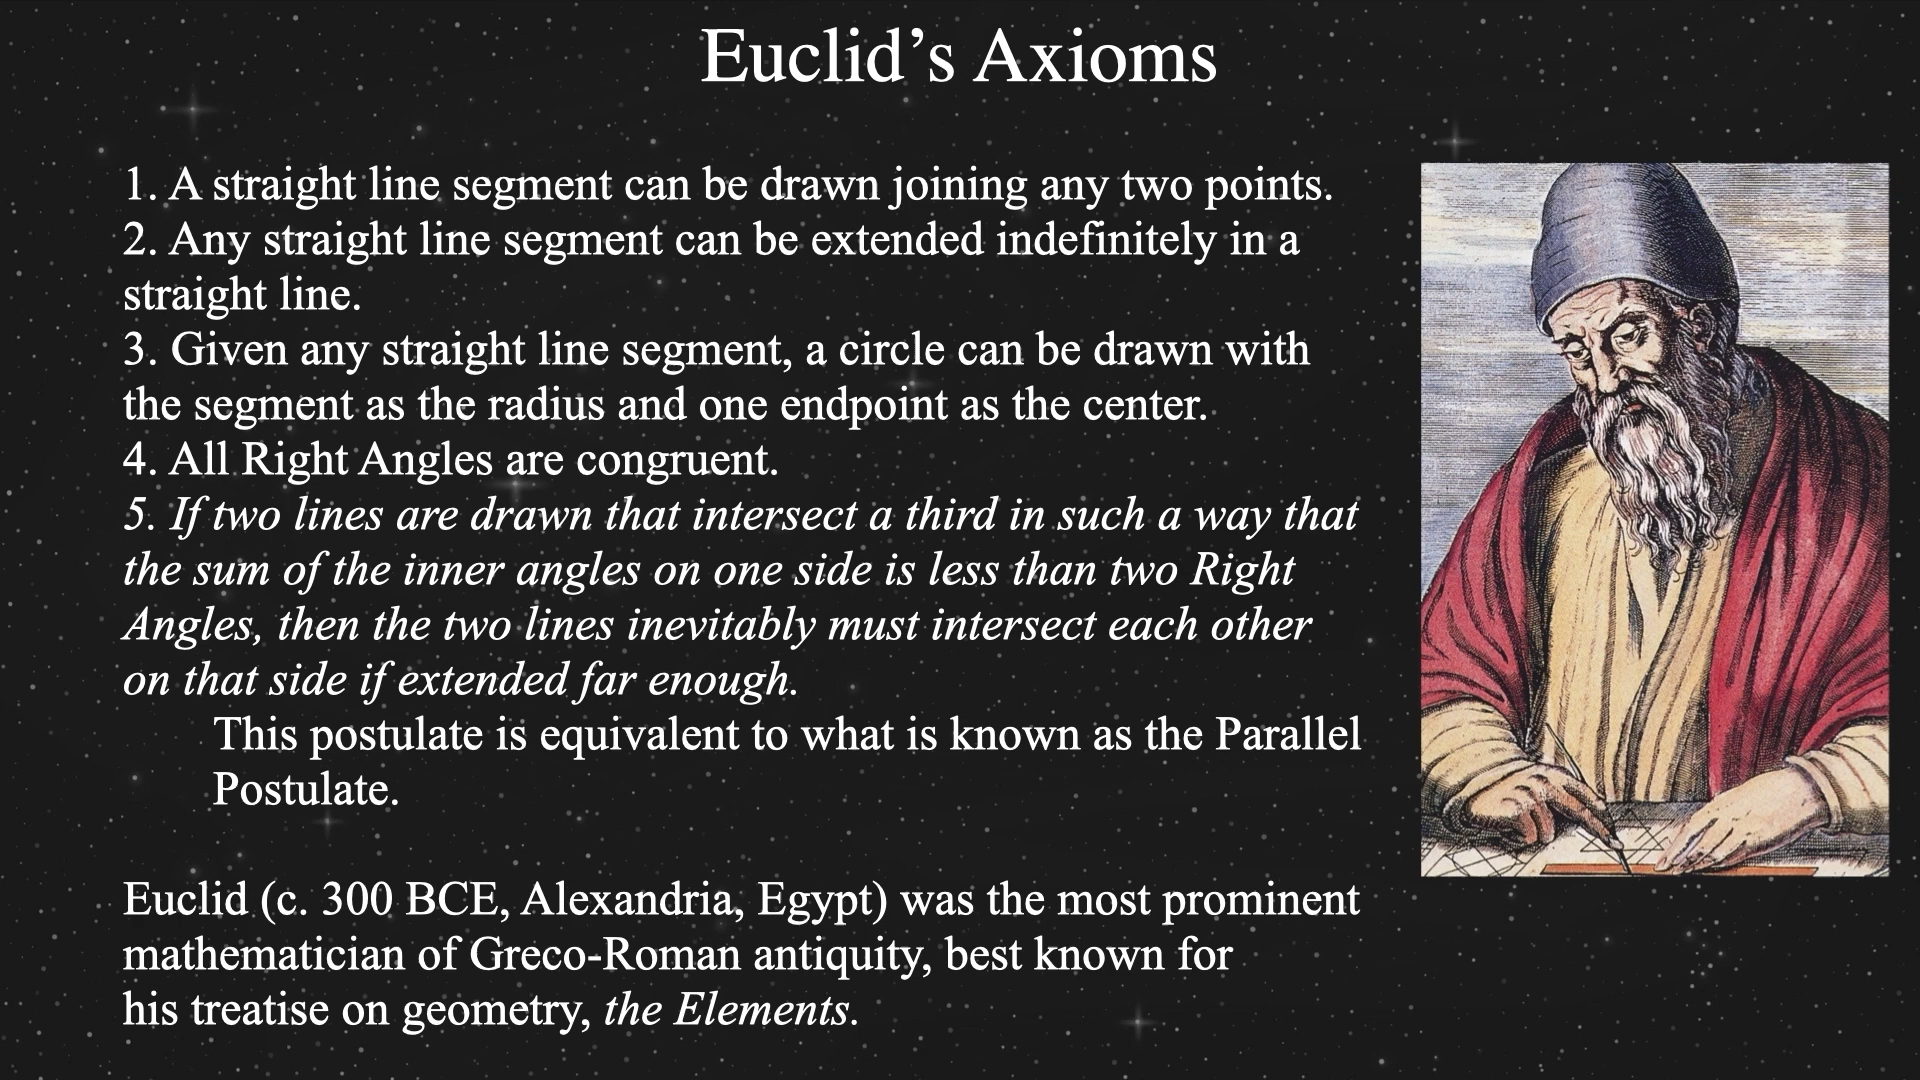 Euclid’s Axioms
1. A straight line segment can be drawn joining any two points.
2. Any straight line segment can be extended indefinitely in a
straight line.
3. Given any straight line segment, a circle can be drawn with
the segment as the radius and one endpoint as the center.
4. All Right Angles are congruent.
5. If two lines are drawn that intersect a third in such a way that
the sum of the inner angles on one side is less than two Right
Angles, then the two lines inevitably must intersect each other
on that side if extended far enough.
This postulate is equivalent to what is known as the Parallel
Postulate.
Euclid (c. 300 BCE, Alexandria, Egypt) was the most prominent
mathematician of Greco-Roman antiquity, best known for
his treatise on geometry, the Elements.